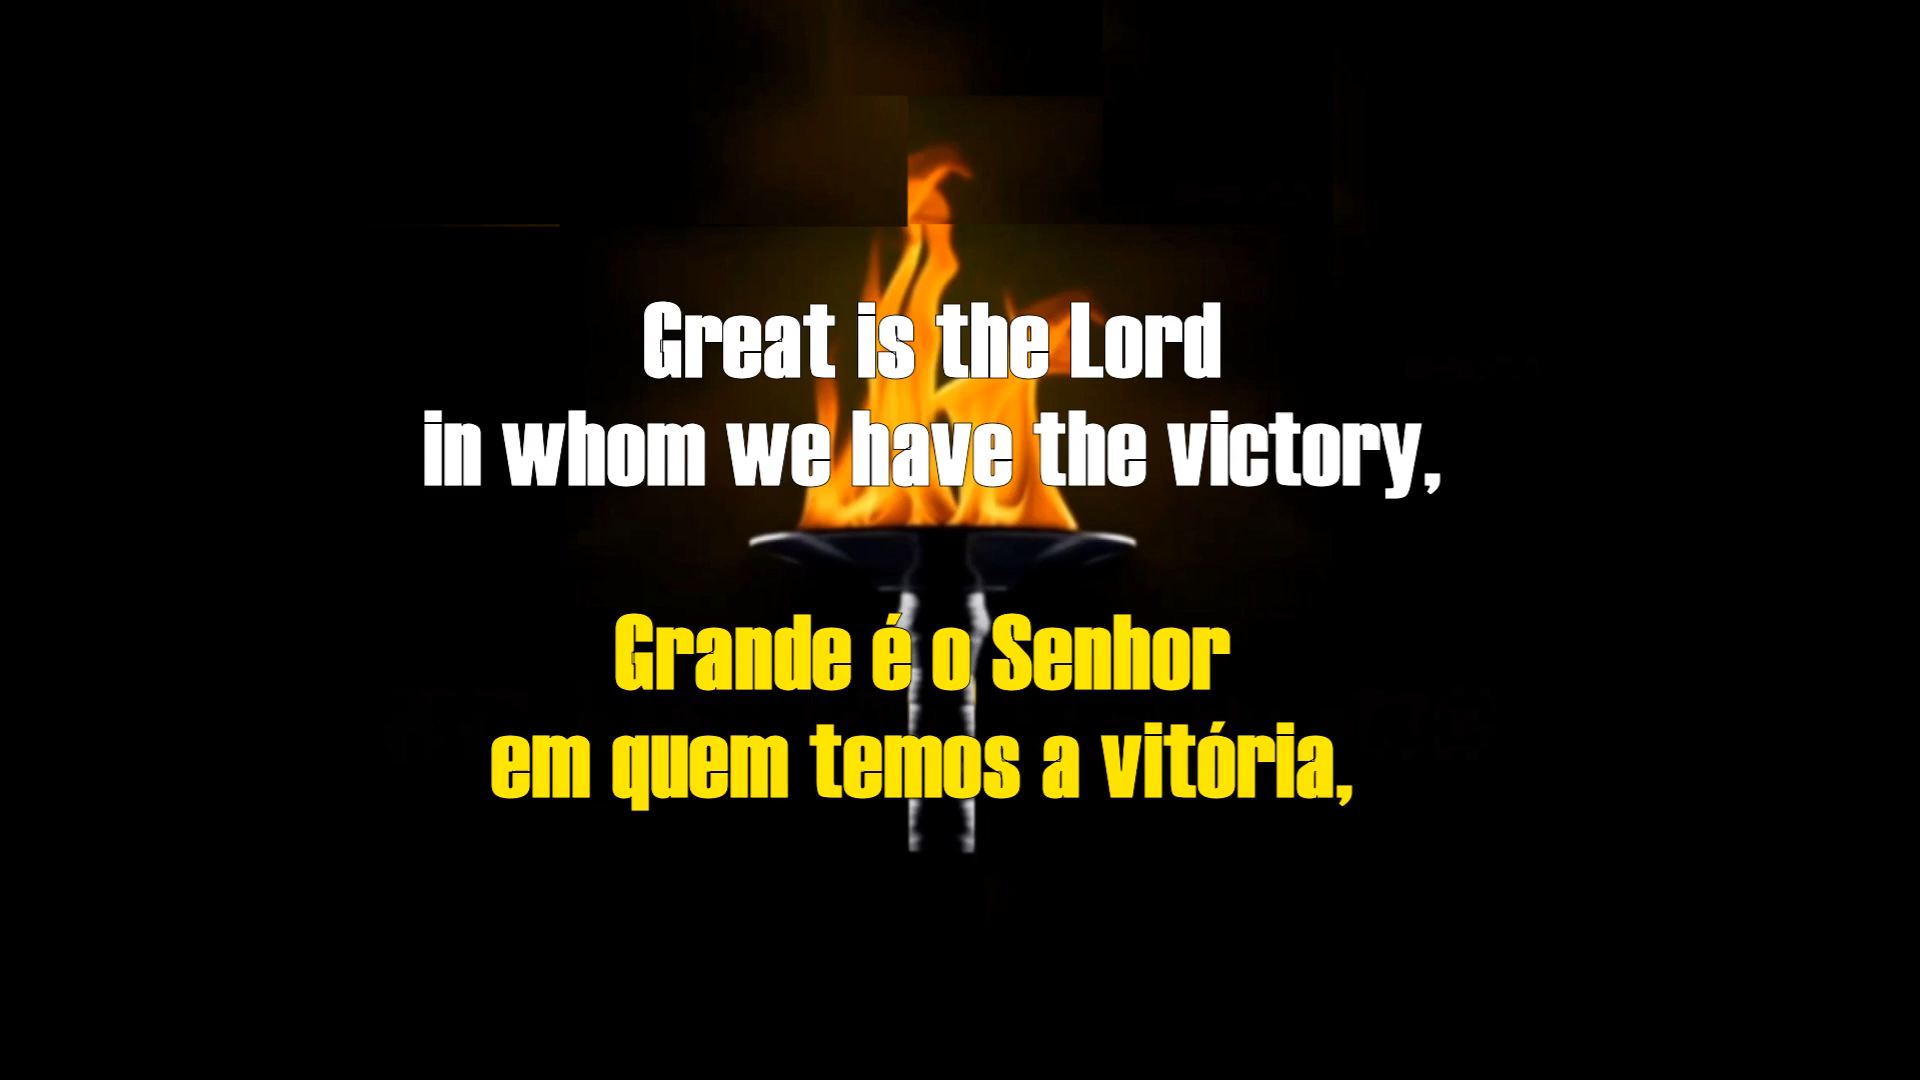 Great is the Lord
in whom we have the victory,
Grande é o Senhor
em quem temos a vitória,